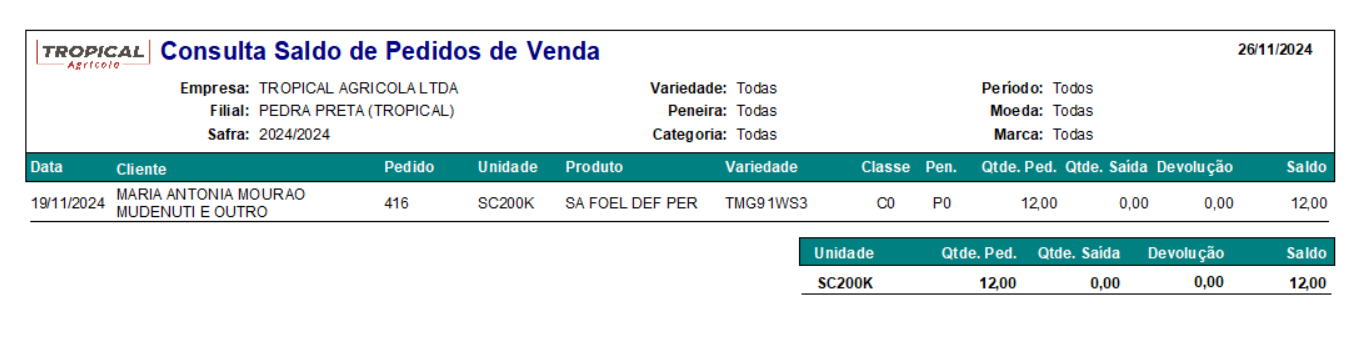 TROPICAL Agrícola Consulta Saldo de Pedidos de Venda 26/11/2024
Empresa: TROPICAL AGRICOLA LTDA Variedade: Todas Período: Todos
Filial: PEDRA PRETA (TROPICAL) Peneira: Todas Moeda: Todas
Safra: 2024/2024 Categoria: Todas Marca: Todas
Data Cliente Pedido Unidade Produto Variedade Classe Pen. Qtde. Ped. Qtde. Saída Devolução Saldo
19/11/2024 MARIA ANTONIA MOURAO 416 SC200K SA FOEL DEF PER TMG91WS3 C0 P0 12,00 0,00 0,00 12,00
MUDENUTI E OUTRO
Unidade Qtde. Ped. Qtde. Saída Devolução Saldo
SC200K 12,00 0,00 0,00 12,00